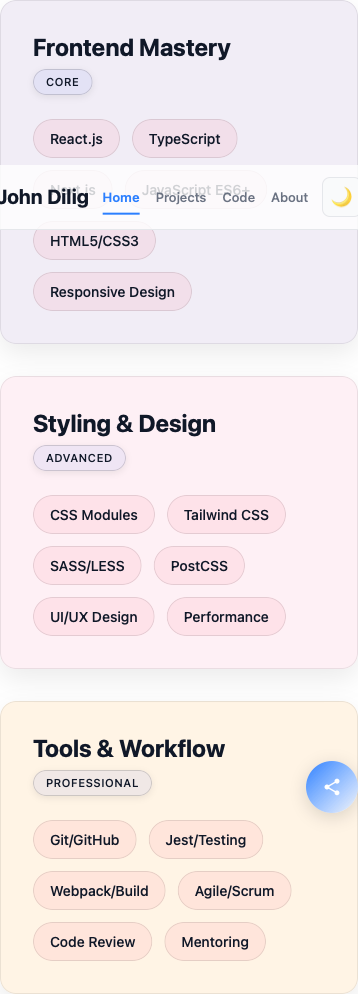 Frontend Mastery
CORE
React.js TypeScript
Next.js JavaScript ES6+
John Dilig Home Projects Code About
HTML5/CSS3
Responsive Design
Styling & Design
ADVANCED
CSS Modules Tailwind CSS
SASS/LESS PostCSS
UI/UX Design Performance
Tools & Workflow
PROFESSIONAL
Git/GitHub Jest/Testing
Webpack/Build Agile/Scrum
Code Review Mentoring